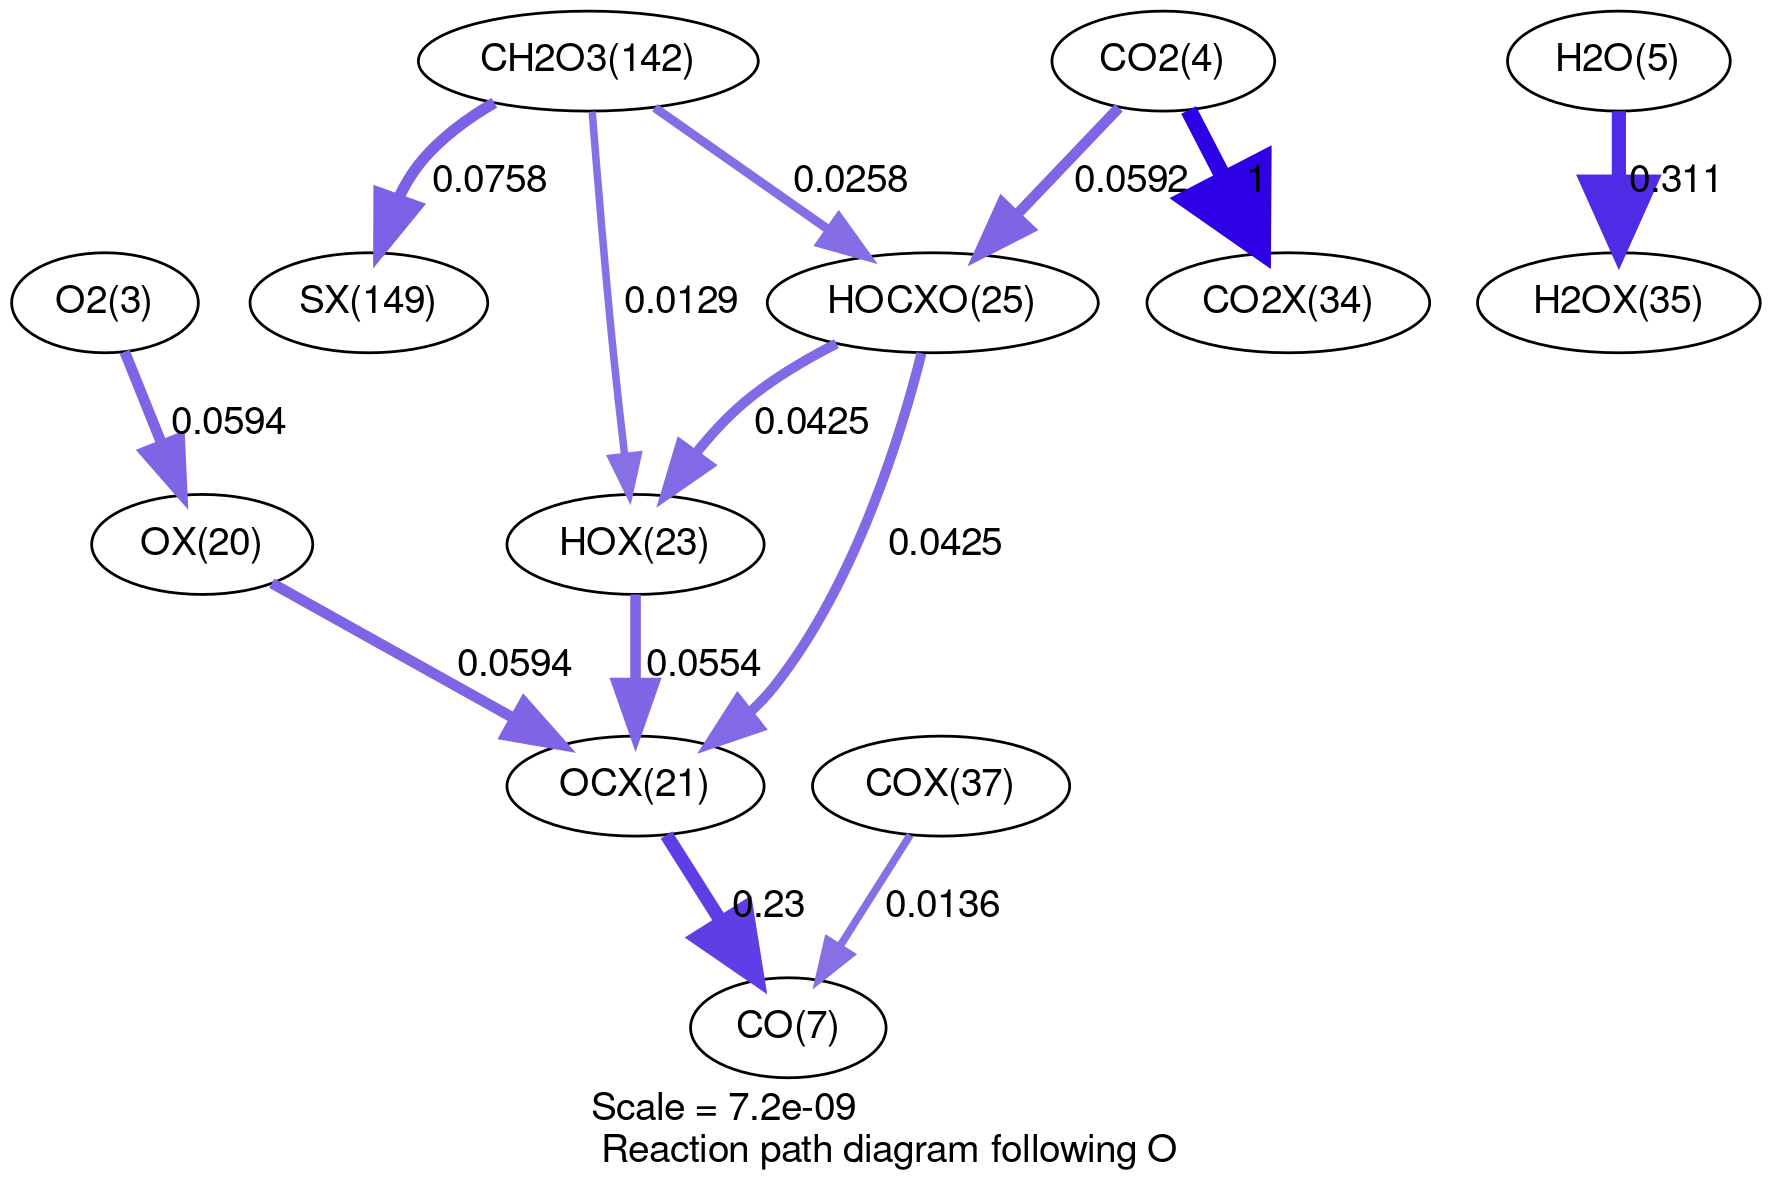 CH2O3(142)
CO2(4)
H2O(5)
0.0758
0.0258
0.0592
1
0.311
O2(3)
SX(149)
0.0129
HOCXO(25)
CO2X(34)
H2OX(35)
0.0594
0.0425
OX(20)
HOX(23)
0.0425
0.0594
0.0554
OCX(21)
COX(37)
0.23
0.0136
CO(7)
Scale = 7.2e-09
Reaction path diagram following O